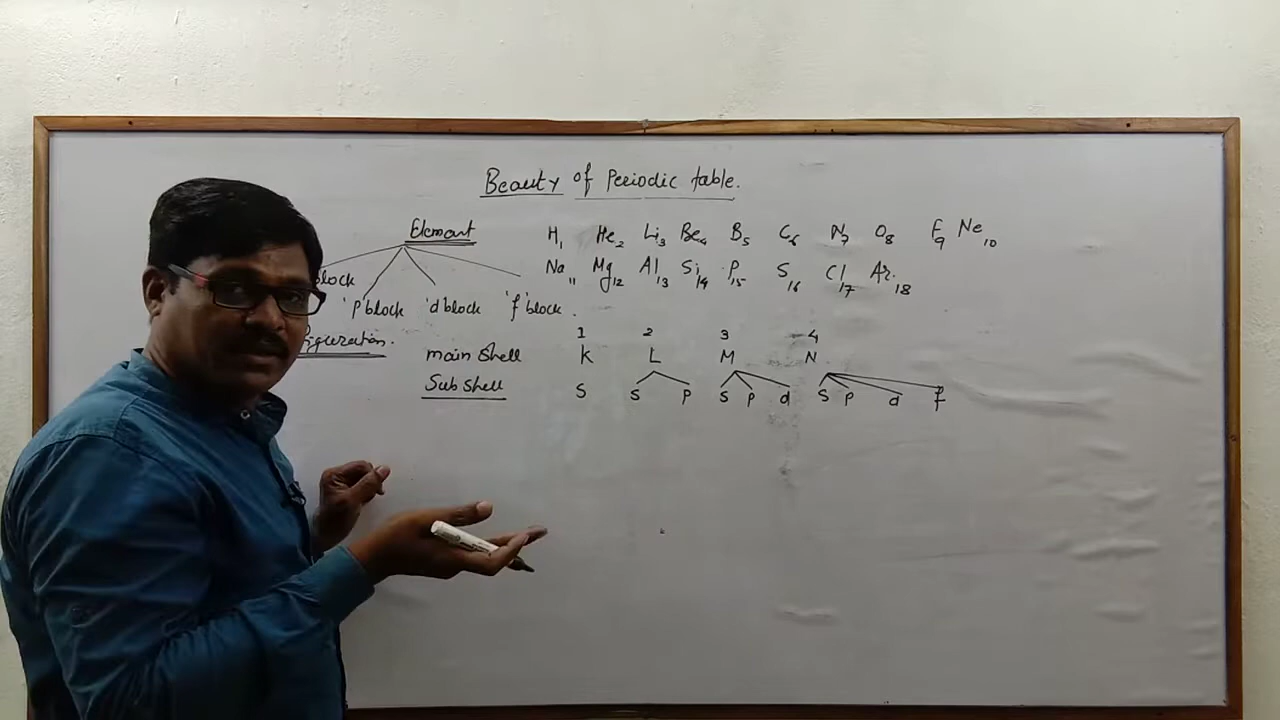 Beauty of Periodic table.
Element
H₁ He₂ Li₃ Be₄ B₅ C₆ N₇ O₈ F₉ Ne₁₀
block
Na₁₁ Mg₁₂ Al₁₃ Si₁₄ P₁₅ S₁₆ Cl₁₇ Ar₁₈
'p' block 'd' block 'f' block.
1 2 3 4
main shell K L M N
Sub shell S S P S P d S P d f